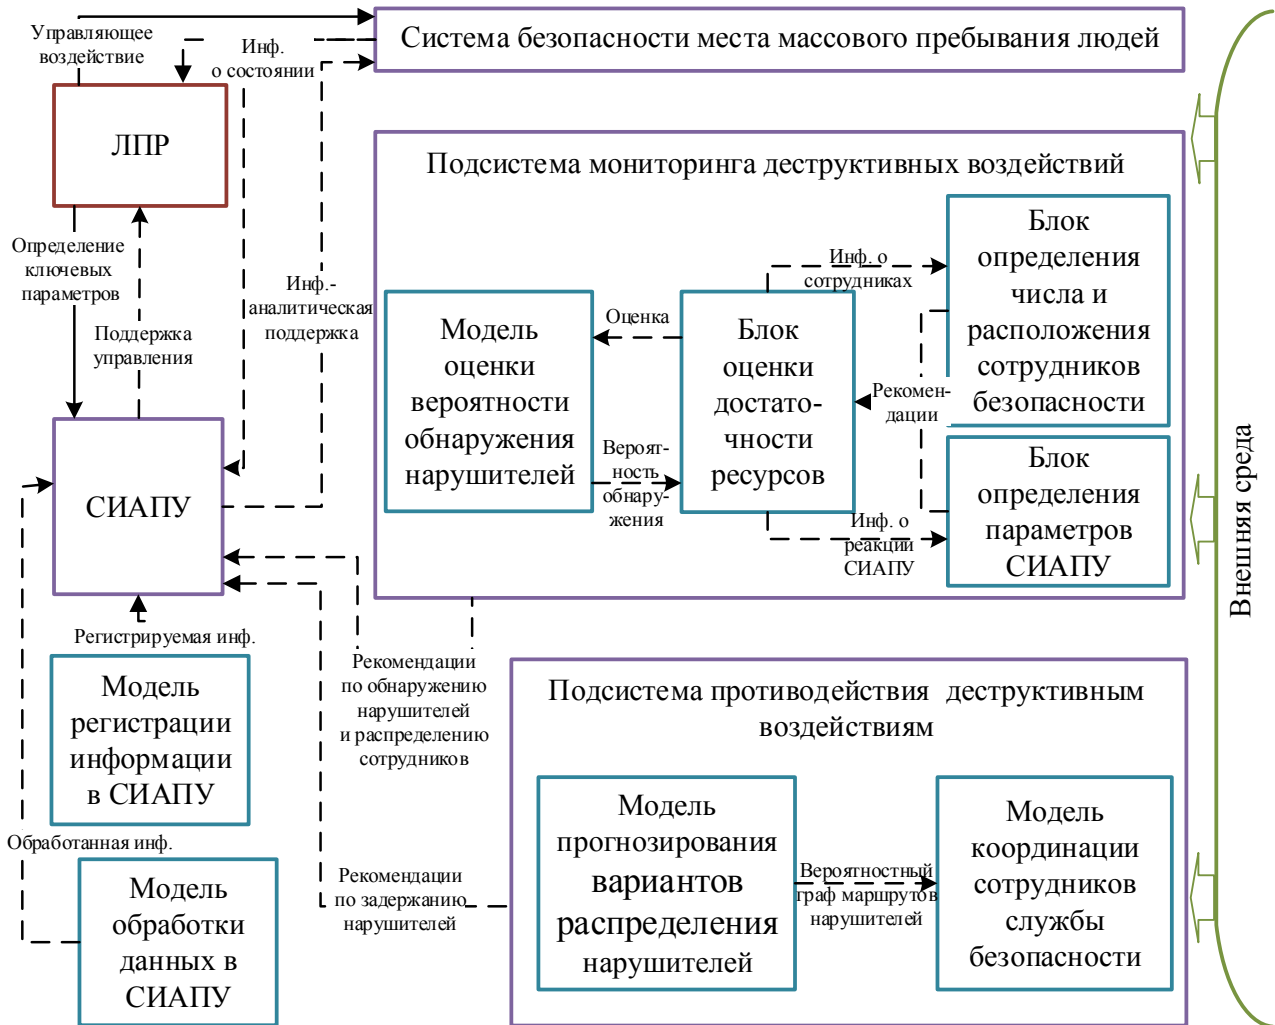 Управляющее
воздействие
Инф.
о состоянии
Система безопасности места массового пребывания людей
ЛПР
Определение
ключевых
параметров
Поддержка
управления
Инф.-
аналитическая
поддержка
СИАПУ
Подсистема мониторинга деструктивных воздействий
Модель
оценки
вероятности
обнаружения
нарушителей
Оценка
Вероят-
ность
обнару-
жения
Блок
оценки
достато-
чности
ресурсов
Инф. о
сотрудниках
Рекомен-
дации
Инф. о
реакции
СИАПУ
Блок
определения
числа и
расположения
сотрудников
безопасности
Блок
определения
параметров
СИАПУ
Внешняя среда
Регистрируемая инф.
Модель
регистрации
информации
в СИАПУ
Обработанная инф.
Модель
обработки
данных в
СИАПУ
Рекомендации
по обнаружению
нарушителей
и распределению
сотрудников
Рекомендации
по задержанию
нарушителей
Подсистема противодействия деструктивным
воздействиям
Модель
прогнозирования
вариантов
распределения
нарушителей
Вероятностный
граф маршрутов
нарушителей
Модель
координации
сотрудников
службы
безопасности